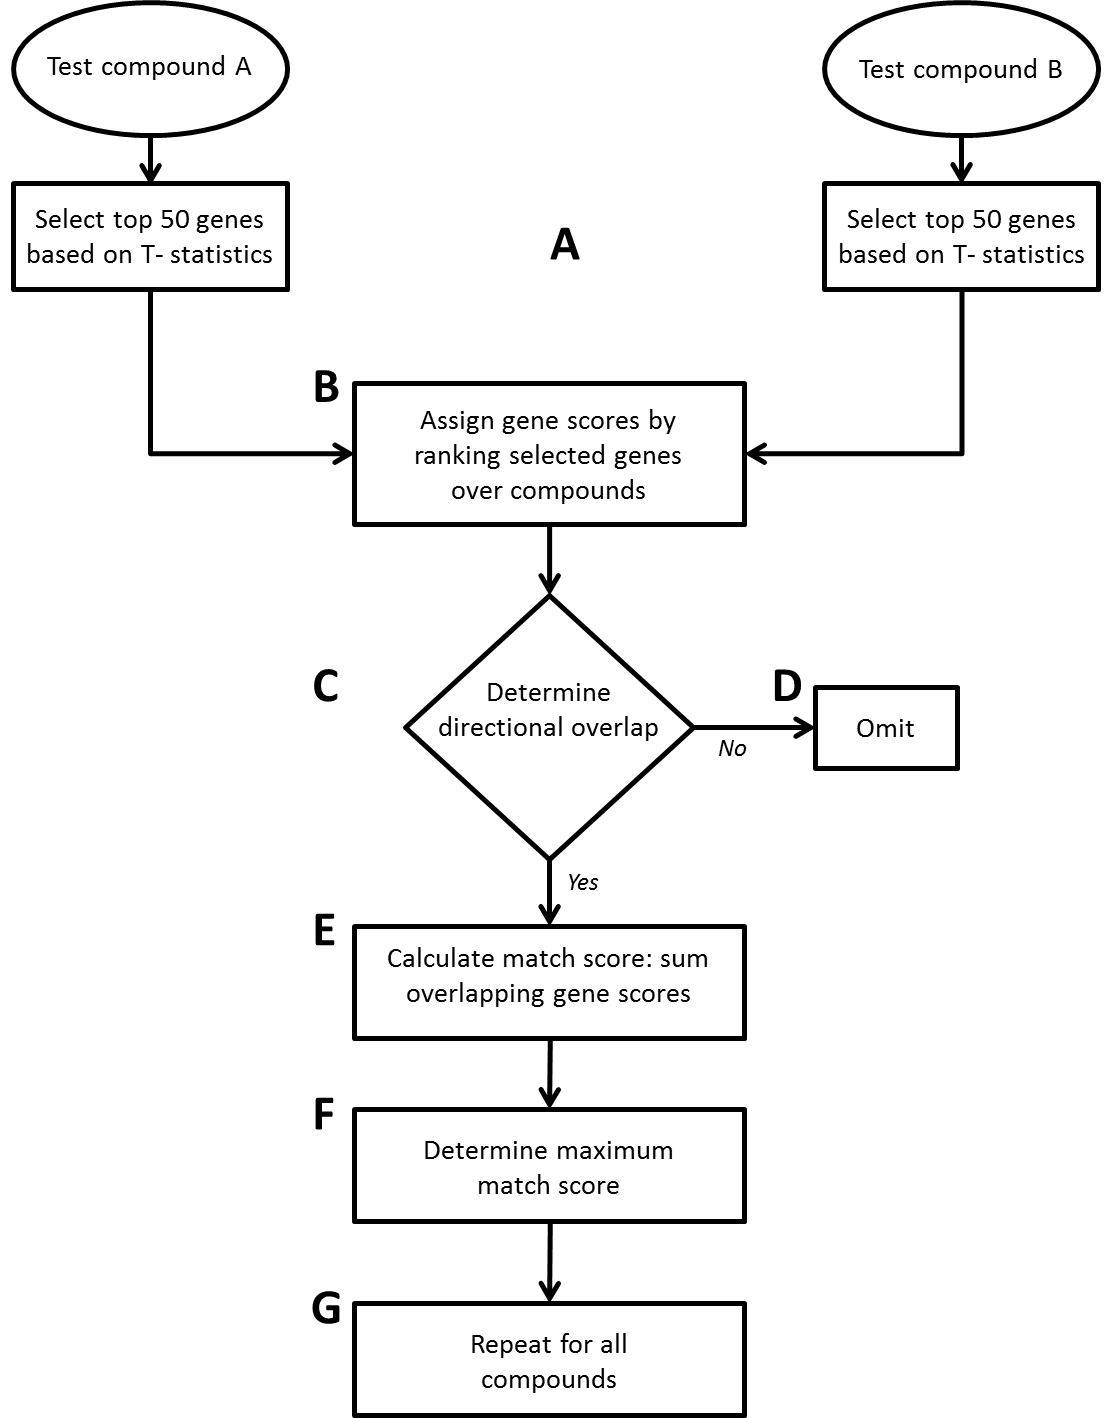 Test compound A
Test compound B
Select top 50 genes
based on T- statistics
A
Select top 50 genes
based on T- statistics
B
Assign gene scores by
ranking selected genes
over compounds
C
Determine
directional overlap
No
D
Omit
Yes
E
Calculate match score: sum
overlapping gene scores
F
Determine maximum
match score
G
Repeat for all
compounds